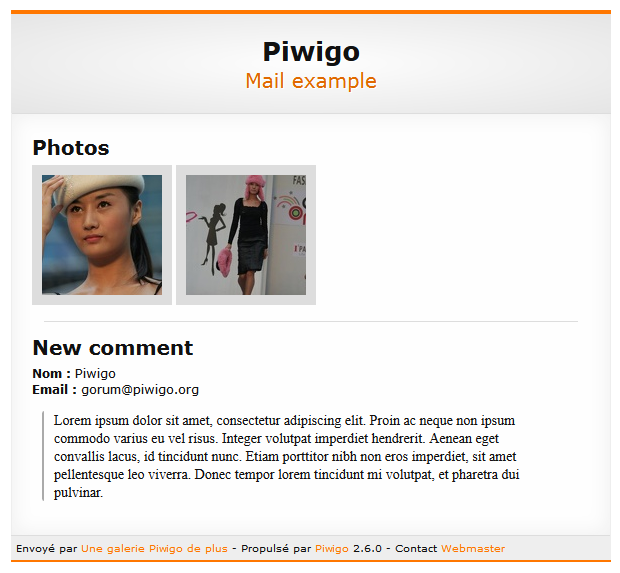 Piwigo
Mail example
Photos
FAS
New comment
Nom : Piwigo
Email : gorum@piwigo.org
Lorem ipsum dolor sit amet, consectetur adipiscing elit. Proin ac neque non ipsum
commodo varius eu vel risus. Integer volutpat imperdiet hendrerit. Aenean eget
convallis lacus, id tincidunt nunc. Etiam porttitor nibh non eros imperdiet, sit amet
pellentesque leo viverra. Donec tempor lorem tincidunt mi volutpat, et pharetra dui
pulvinar.
Envoyé par Une galerie Piwigo de plus - Propulsé par Piwigo 2.6.0 - Contact Webmaster